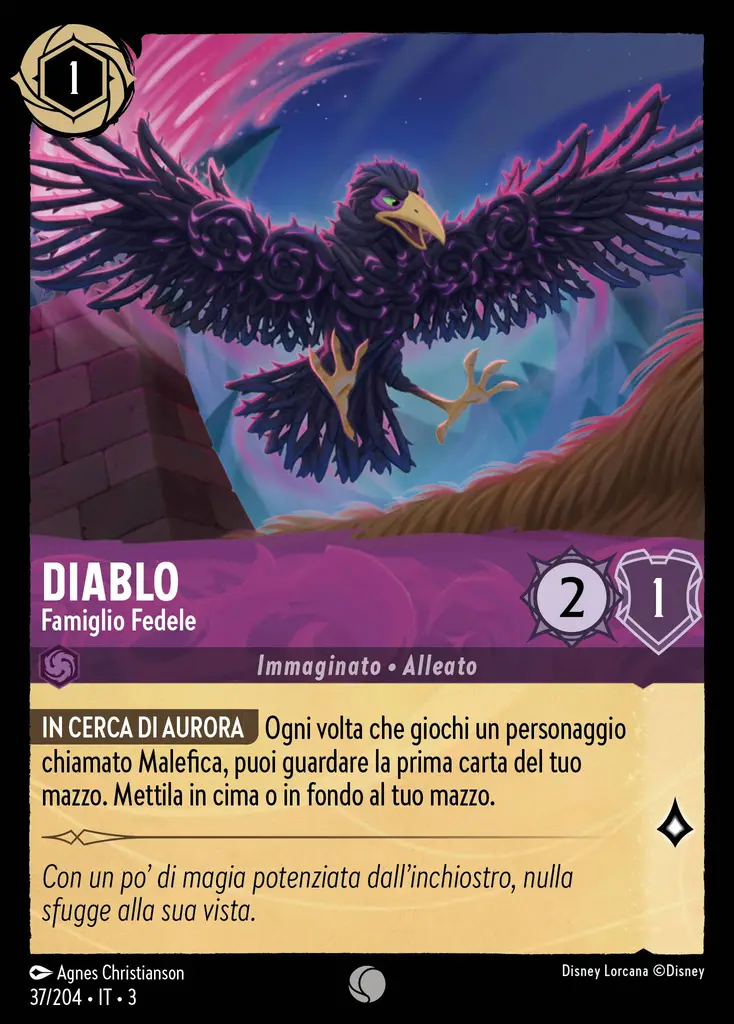 1
DIABLO
Famiglio Fedele
2
1
Immaginato • Alleato
IN CERCA DI AURORA Ogni volta che giochi un personaggio
chiamato Malefica, puoi guardare la prima carta del tuo
mazzo. Mettila in cima o in fondo al tuo mazzo.
Con un po’ di magia potenziata dall’inchiostro, nulla
sfugge alla sua vista.
Agnes Christianson
Disney Lorcana ©Disney
37/204 • IT • 3